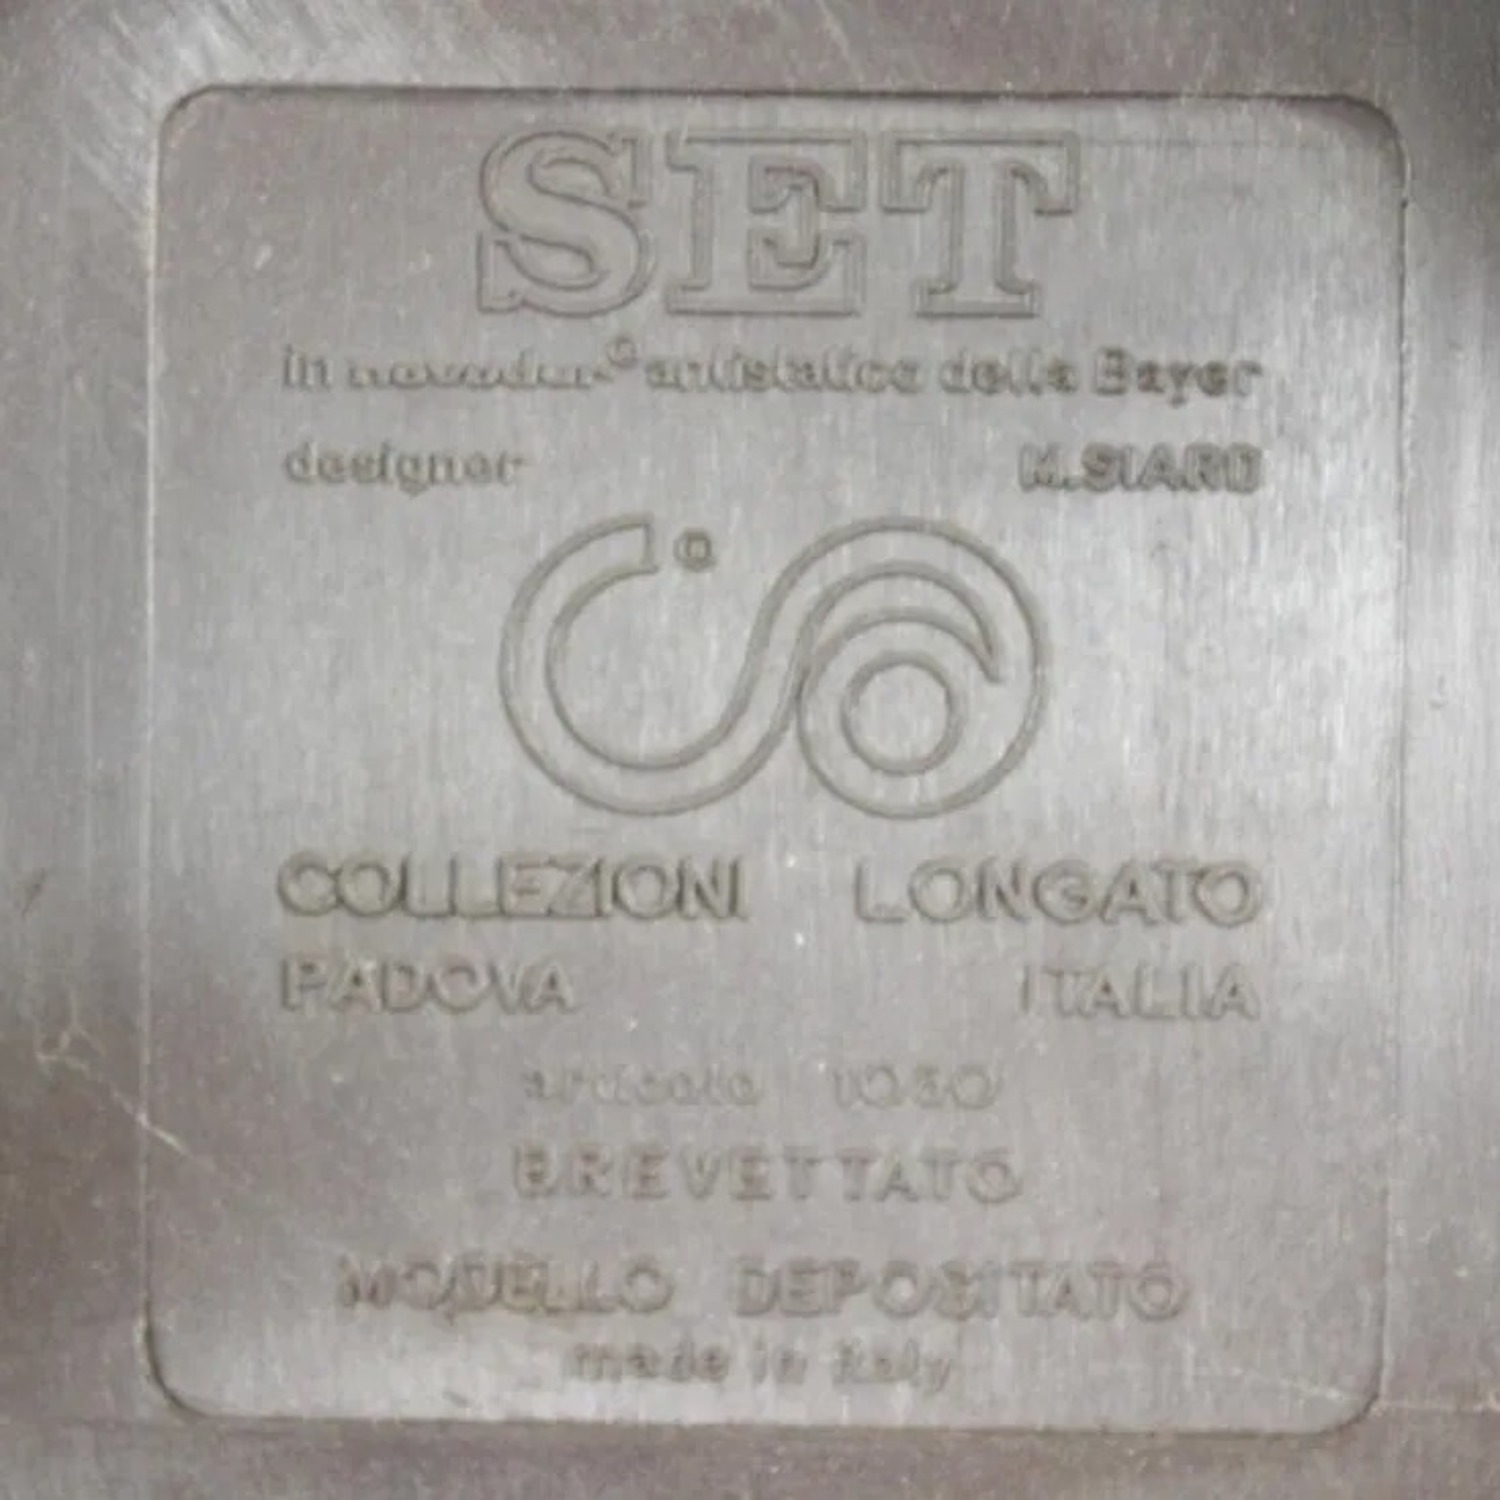 SET
in novodur® antistatico della Bayer
designer M.SIARD
COLLEZIONI LONGATO
PADOVA ITALIA
articolo
BREVETTATO
MODELLO DEPOSITATO
made in italy